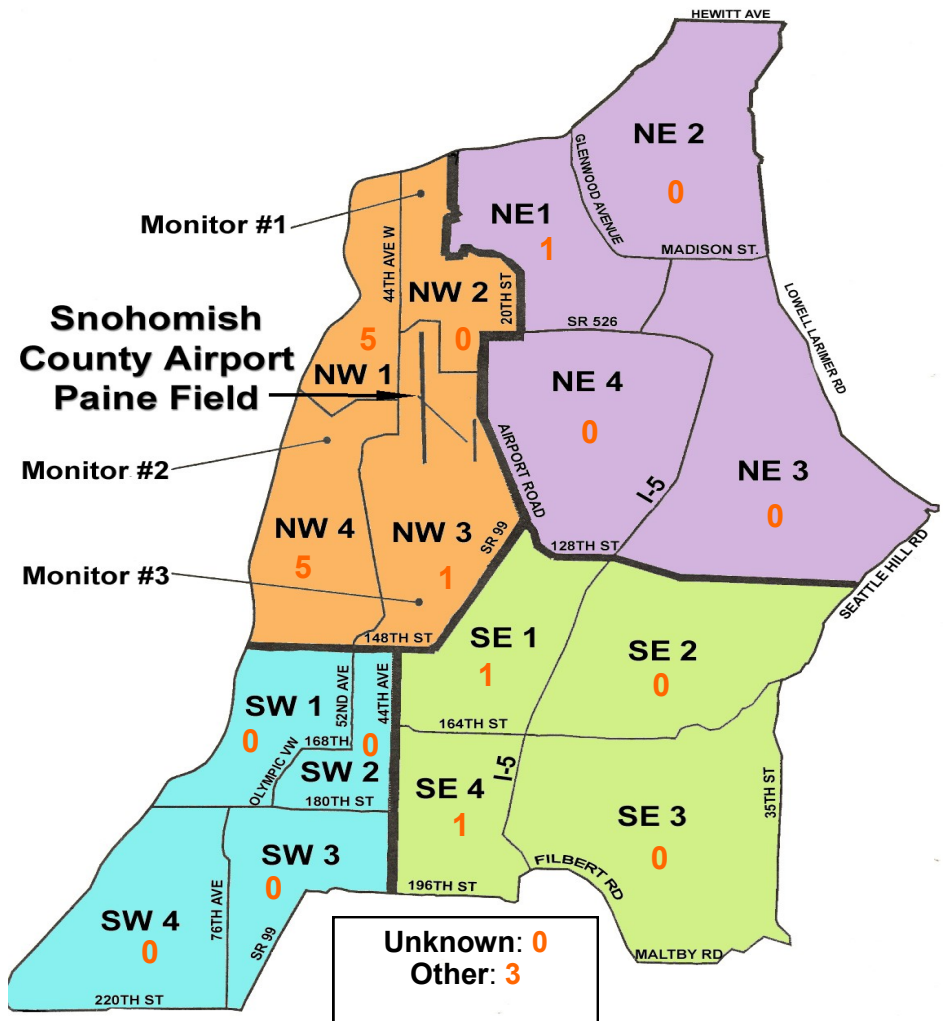 HEWITT AVE
NE 2
0
GLENWOOD AVENUE
MADISON ST.
NE1
1
Monitor #1
44TH AVE W
NW 2
0
20TH ST
LOWELL LARIMER RD
Snohomish
County Airport
Paine Field
5
NW 1
SR 526
NE 4
0
AIRPORT ROAD
I-5
NE 3
0
Monitor #2
NW 4
5
NW 3
1
SR 99
128TH ST
SEATTLE HILL RD
Monitor #3
148TH ST
SE 1
1
SE 2
0
SW 1
0
52ND AVE
44TH AVE
0
168TH
OLYMPIC VW
SW 2
180TH ST
164TH ST
I-5
SE 4
1
SE 3
0
35TH ST
SW 3
0
76TH AVE
SR 99
SW 4
0
220TH ST
196TH ST
FILBERT RD
MALTBY RD
Unknown: 0
Other: 3